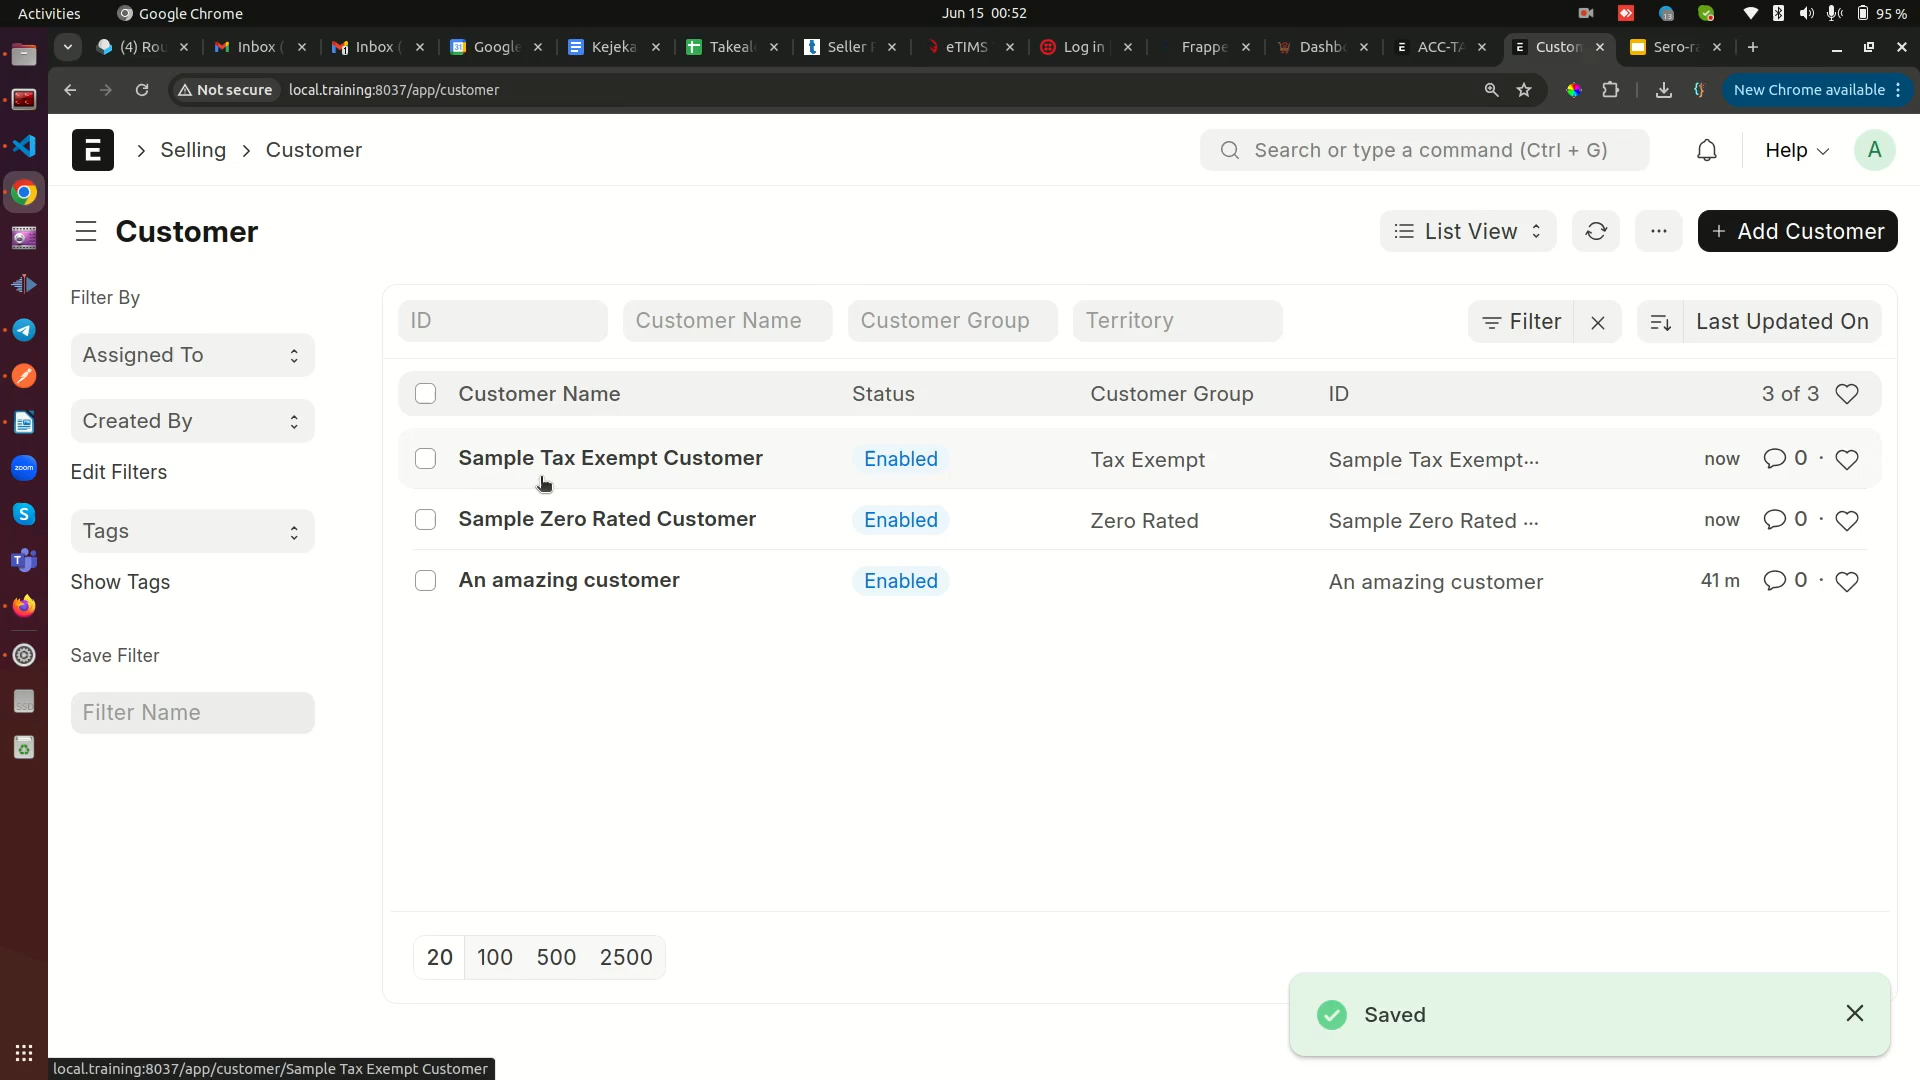 Activities
Google Chrome
Jun 15 00:52
95 %
(4) Rou
Inbox (
Inbox (
Google
Kejeka
Takeal
Seller
eTIMS
Log in
Frappe
Dashb
ACC-TA
Custon
Sero-ra
Not secure
local.training:8037/app/customer
New Chrome available
E
Selling
Customer
Search or type a command (Ctrl + G)
Help
A
Customer
List View
+ Add Customer
Filter By
Assigned To
Created By
Edit Filters
Tags
Show Tags
Save Filter
Filter Name
ID
Customer Name
Customer Group
Territory
Filter
Last Updated On
Customer Name
Status
Customer Group
ID
3 of 3
Sample Tax Exempt Customer
Enabled
Tax Exempt
Sample Tax Exempt...
now
0
Sample Zero Rated Customer
Enabled
Zero Rated
Sample Zero Rated ...
now
0
An amazing customer
Enabled
An amazing customer
41 m
0
20 100 500 2500
Saved
zoom
local.training:8037/app/customer/Sample Tax Exempt Customer